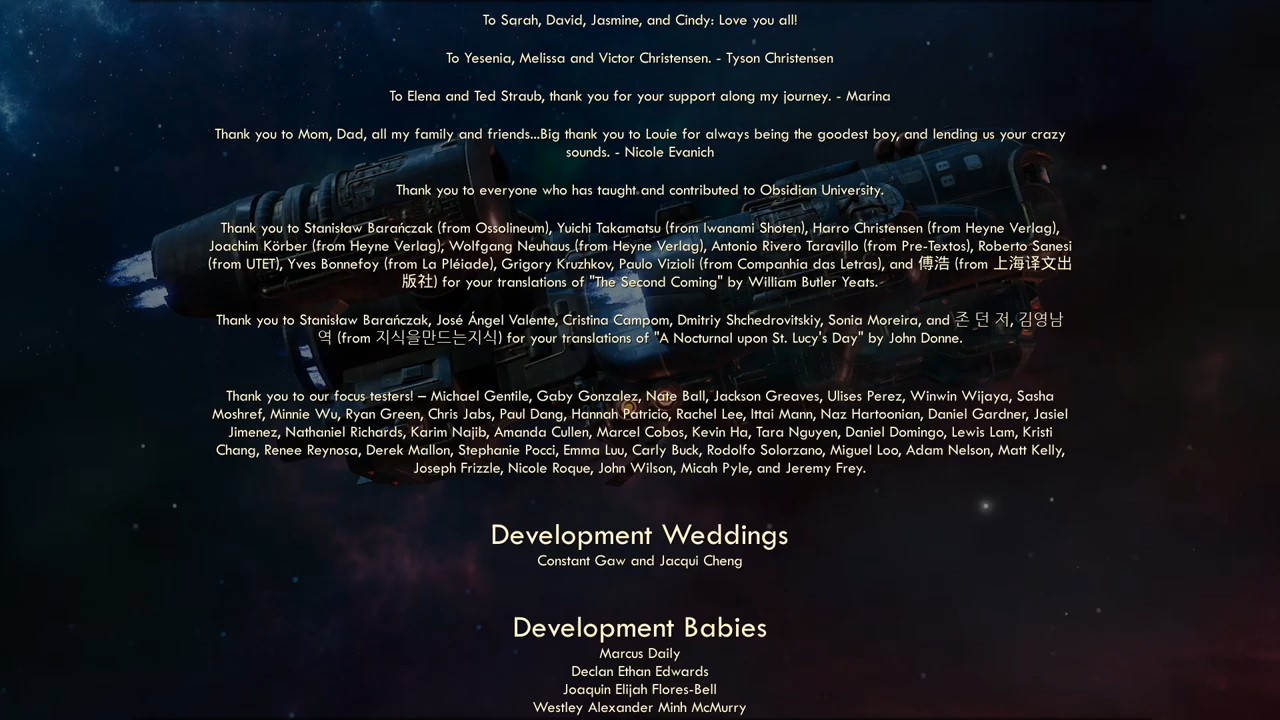 To Sarah, David, Jasmine, and Cindy: Love you all!
To Yesenia, Melissa and Victor Christensen. - Tyson Christensen
To Elena and Ted Straub, thank you for your support along my journey. - Marina
Thank you to Mom, Dad, all my family and friends...Big thank you to Louie for always being the goodest boy, and lending us your crazy
sounds. - Nicole Evanich
Thank you to everyone who has taught and contributed to Obsidian University.
Thank you to Stanisław Barańczak (from Ossolineum), Yuichi Takamatsu (from Iwanami Shoten), Harro Christensen (from Heyne Verlag),
Joachim Körber (from Heyne Verlag), Wolfgang Neuhaus (from Heyne Verlag), Antonio Rivero Taravillo (from Pre-Textos), Roberto Sanesi
(from UTET), Yves Bonnefoy (from La Pléiade), Grigory Kruzhkov, Paulo Vizioli (from Companhia das Letras), and 傅浩 (from 上海译文出
版社) for your translations of "The Second Coming" by William Butler Yeats.
Thank you to Stanisław Barańczak, José Ángel Valente, Cristina Campom, Dmitriy Shchedrovitskiy, Sonia Moreira, and 존 던 저, 김영남
역 (from 지식을만드는지식) for your translations of "A Nocturnal upon St. Lucy's Day" by John Donne.
Thank you to our focus testers! – Michael Gentile, Gaby Gonzalez, Nate Ball, Jackson Greaves, Ulises Perez, Winwin Wijaya, Sasha
Moshref, Minnie Wu, Ryan Green, Chris Jabs, Paul Dang, Hannah Patricio, Rachel Lee, Ittai Mann, Naz Hartoonian, Daniel Gardner, Jasiel
Jimenez, Nathaniel Richards, Karim Najib, Amanda Cullen, Marcel Cobos, Kevin Ha, Tara Nguyen, Daniel Domingo, Lewis Lam, Kristi
Chang, Renee Reynosa, Derek Mallon, Stephanie Pocci, Emma Luu, Carly Buck, Rodolfo Solorzano, Miguel Loo, Adam Nelson, Matt Kelly,
Joseph Frizzle, Nicole Roque, John Wilson, Micah Pyle, and Jeremy Frey.
Development Weddings
Constant Gaw and Jacqui Cheng
Development Babies
Marcus Daily
Declan Ethan Edwards
Joaquin Elijah Flores-Bell
Westley Alexander Minh McMurry